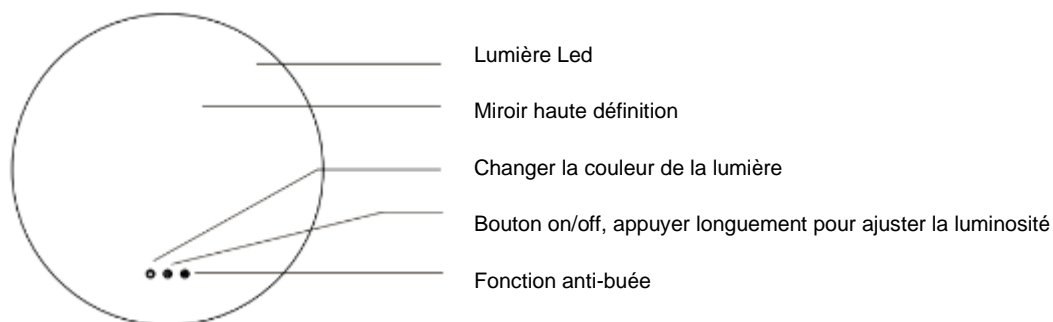 Lumière Led
Miroir haute définition
Changer la couleur de la lumière
Bouton on/off, appuyer longuement pour ajuster la luminosité
Fonction anti-buée